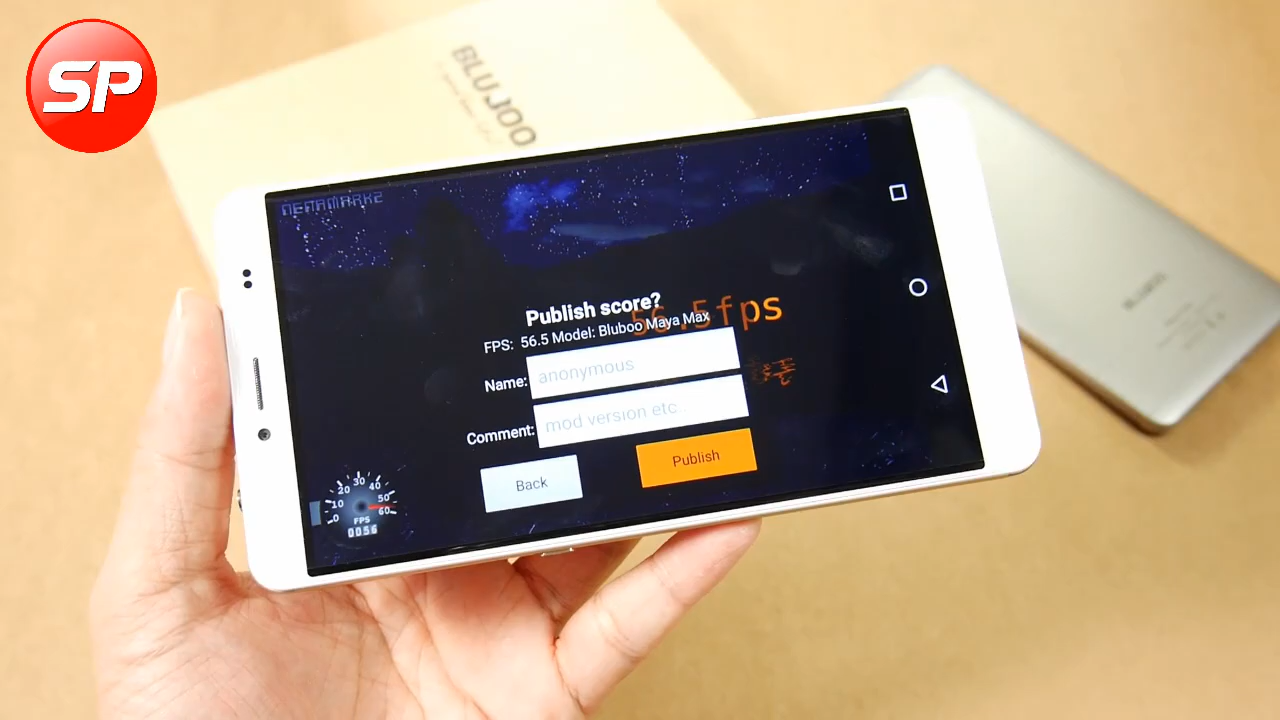 SP
BLUJOO
NENAMARK2
56.5fps
Publish score?
FPS: 56.5 Model: Bluboo Maya Max
Name: anonymous
Comment: mod version etc..
Back
Publish
0
10
20
30
40
50
60
FPS
0056
BLUBOO